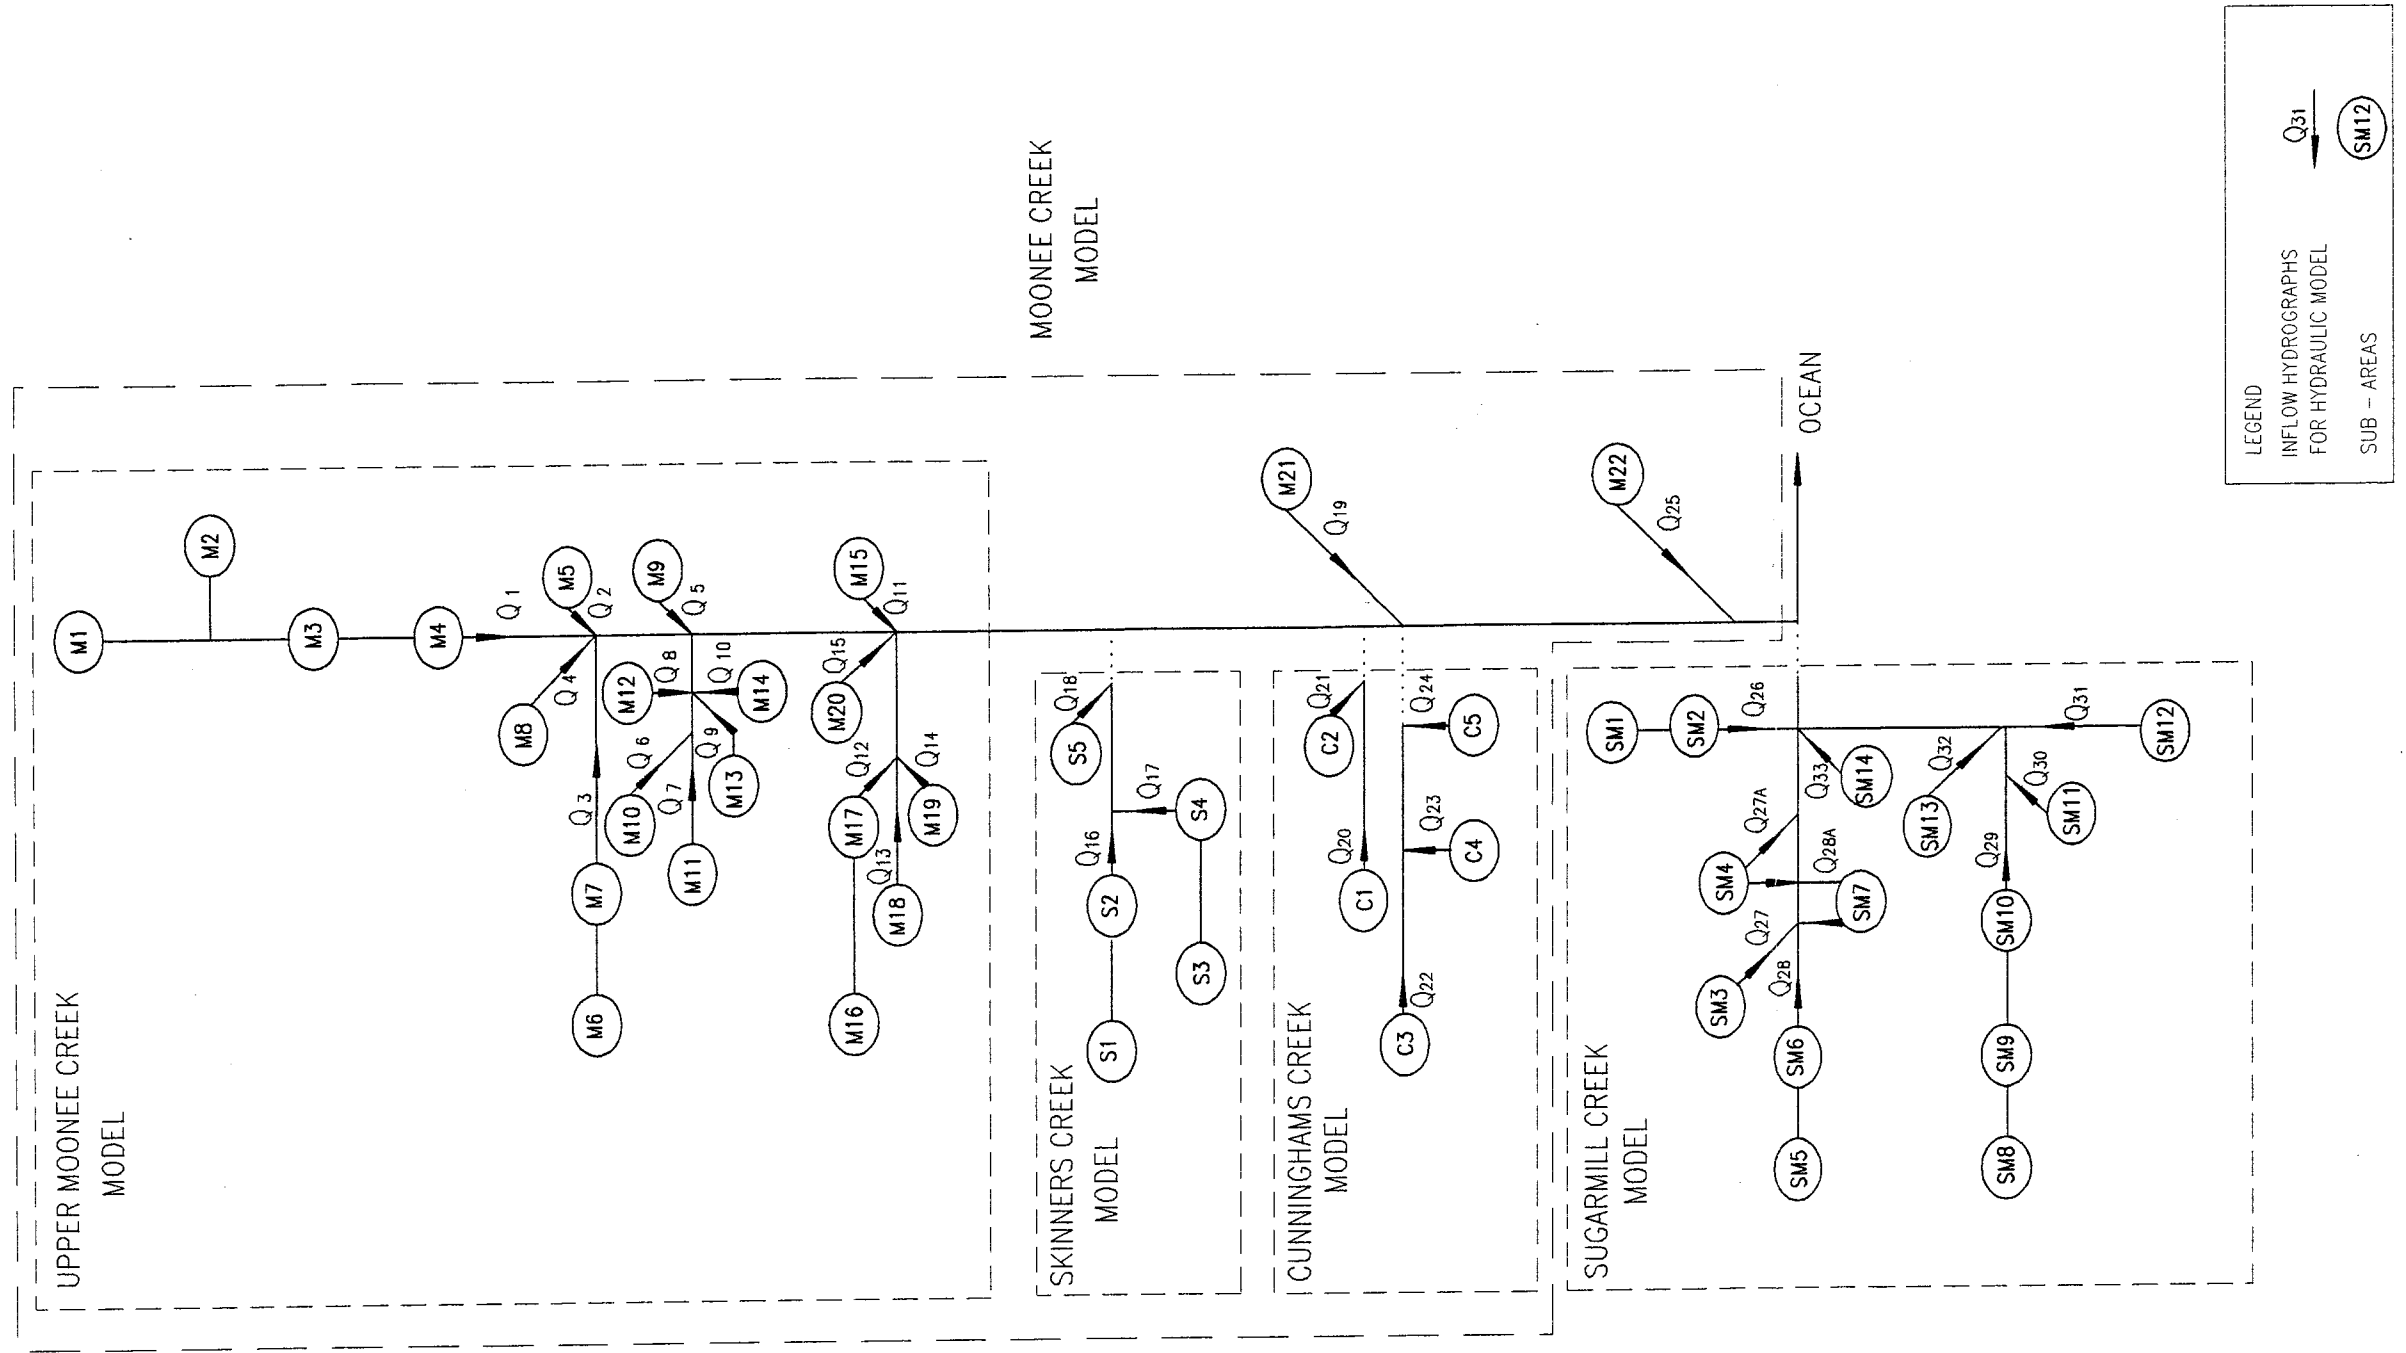 UPPER MOONEE CREEK
MODEL
M1
M2
M3
M4
Q1
M5
Q2
M8
Q4
Q3
M7
M6
M9
Q5
M12
Q8
Q10
M14
M10
Q6
Q9
M13
Q7
M11
M15
Q11
Q15
M20
Q12
M17
Q14
M19
Q13
M18
M16
MOONEE CREEK
MODEL
SKINNERS CREEK
MODEL
Q18
S5
Q17
S4
Q16
S2
S3
S1
CUNNINGHAMS CREEK
MODEL
M21
Q19
Q21
C2
Q24
C5
Q20
C1
Q23
C4
Q22
C3
M22
Q25
OCEAN
SUGARMILL CREEK
MODEL
SM1
SM2
Q26
Q31
SM12
Q33
SM14
Q32
SM13
Q30
SM11
Q27A
SM4
Q28A
SM7
Q27
SM3
Q28
SM6
SM5
Q29
SM10
SM9
SM8
LEGEND
INFLOW HYDROGRAPHS
FOR HYDRAULIC MODEL
Q31
SUB - AREAS
SM12